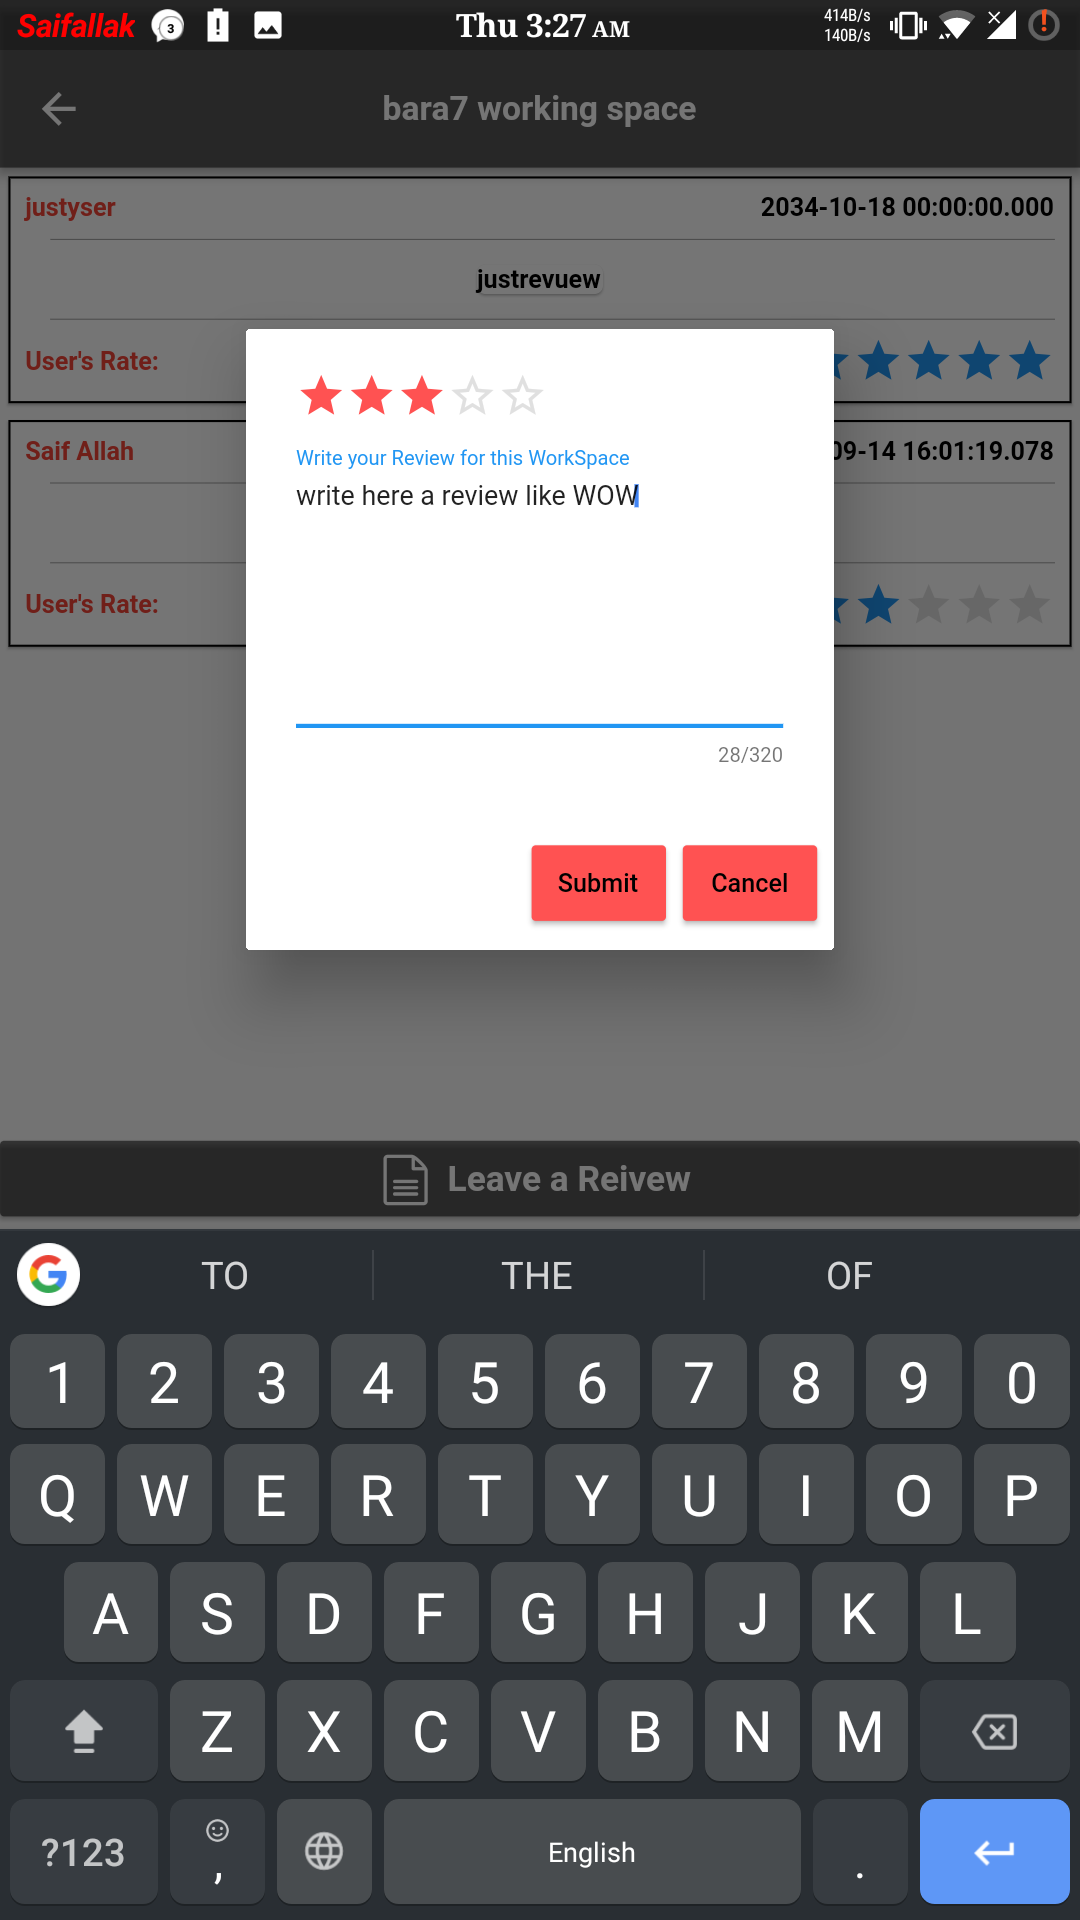 Saifallak 3 Thu 3:27 AM 414B/s
140B/s
bara7 working space
justyser 2034-10-18 00:00:00.000
justrevuew
User's Rate:
Saif Allah 09-14 16:01:19.078
User's Rate:
Write your Review for this WorkSpace
write here a review like WOW
28/320
Submit Cancel
Leave a Reivew
TO THE OF
1 2 3 4 5 6 7 8 9 0
Q W E R T Y U I O P
A S D F G H J K L
Z X C V B N M
?123 , English .